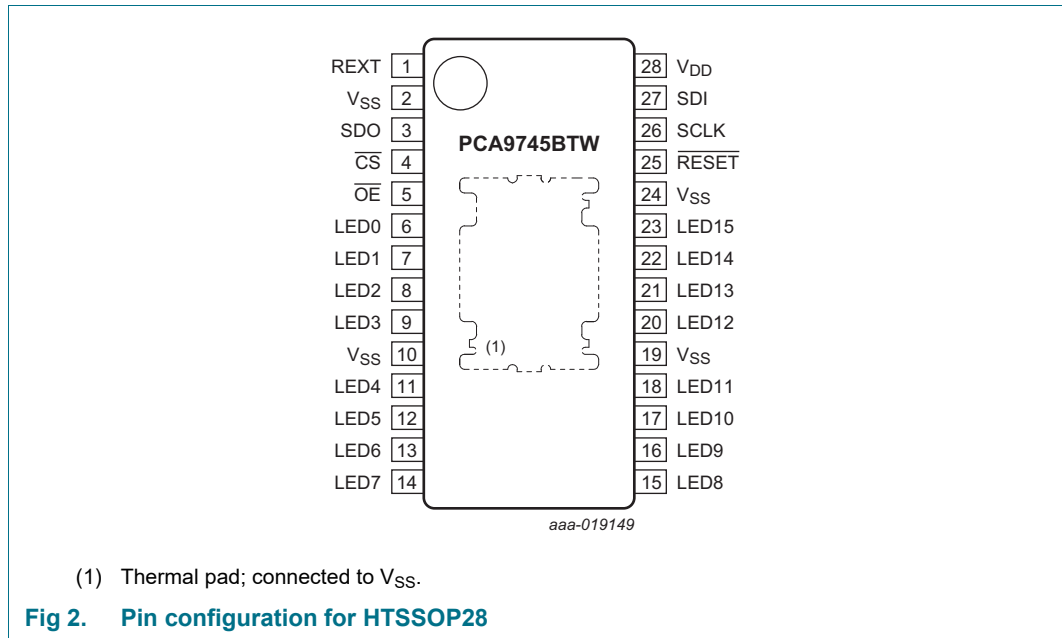 REXT 1 28 VDD
VSS 2 27 SDI
SDO 3 26 SCLK
PCA9745BTW
C̅S̅ 4 25 R̅E̅S̅E̅T̅
O̅E̅ 5 24 VSS
LED0 6 23 LED15
LED1 7 22 LED14
LED2 8 21 LED13
LED3 9 20 LED12
(1)
VSS 10 19 VSS
LED4 11 18 LED11
LED5 12 17 LED10
LED6 13 16 LED9
LED7 14 15 LED8
aaa-019149
(1) Thermal pad; connected to VSS.
Fig 2. Pin configuration for HTSSOP28